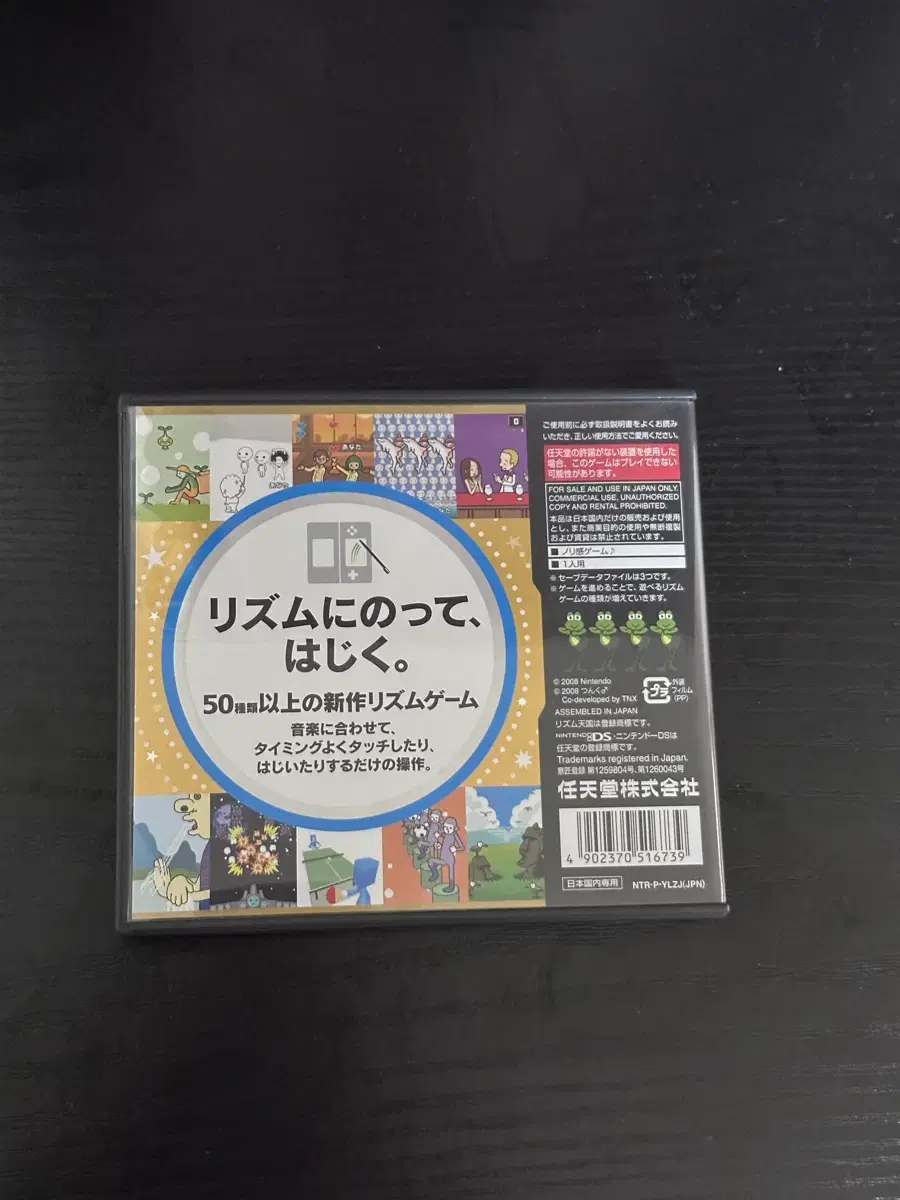 あなた
あなた
リズムにのって、
はじく。
50種類以上の新作リズムゲーム
音楽に合わせて、
タイミングよくタッチしたり、
はじいたりするだけの操作。
ご使用前に必ず取扱説明書をよくお読み
いただき、正しい使用方法でご愛用ください。
任天堂の許諾がない装置を使用した
場合、このゲームはプレイできない
可能性があります。
FOR SALE AND USE IN JAPAN ONLY.
COMMERCIAL USE, UNAUTHORIZED
COPY AND RENTAL PROHIBITED.
本品は日本国内だけの販売および使用
とし、また商業目的の使用や無断複製
および賃貸は禁止されています。
■ ノリ感ゲーム♪
■ 1人用
※ セーブデータファイルは3つです。
※ ゲームを進めることで、遊べるリズム
ゲームの種類が増えていきます。
© 2008 Nintendo
© 2008 つんく♂
Co-developed by TNX
プラ
外装
フィルム
(PP)
ASSEMBLED IN JAPAN
リズム天国は登録商標です。
NINTENDO DS・ニンテンドーDSは
任天堂の登録商標です。
Trademarks registered in Japan.
意匠登録 第1259804号、第1260043号
任天堂株式会社
4 902370 516739
日本国内専用
NTR-P-YLZJ(JPN)